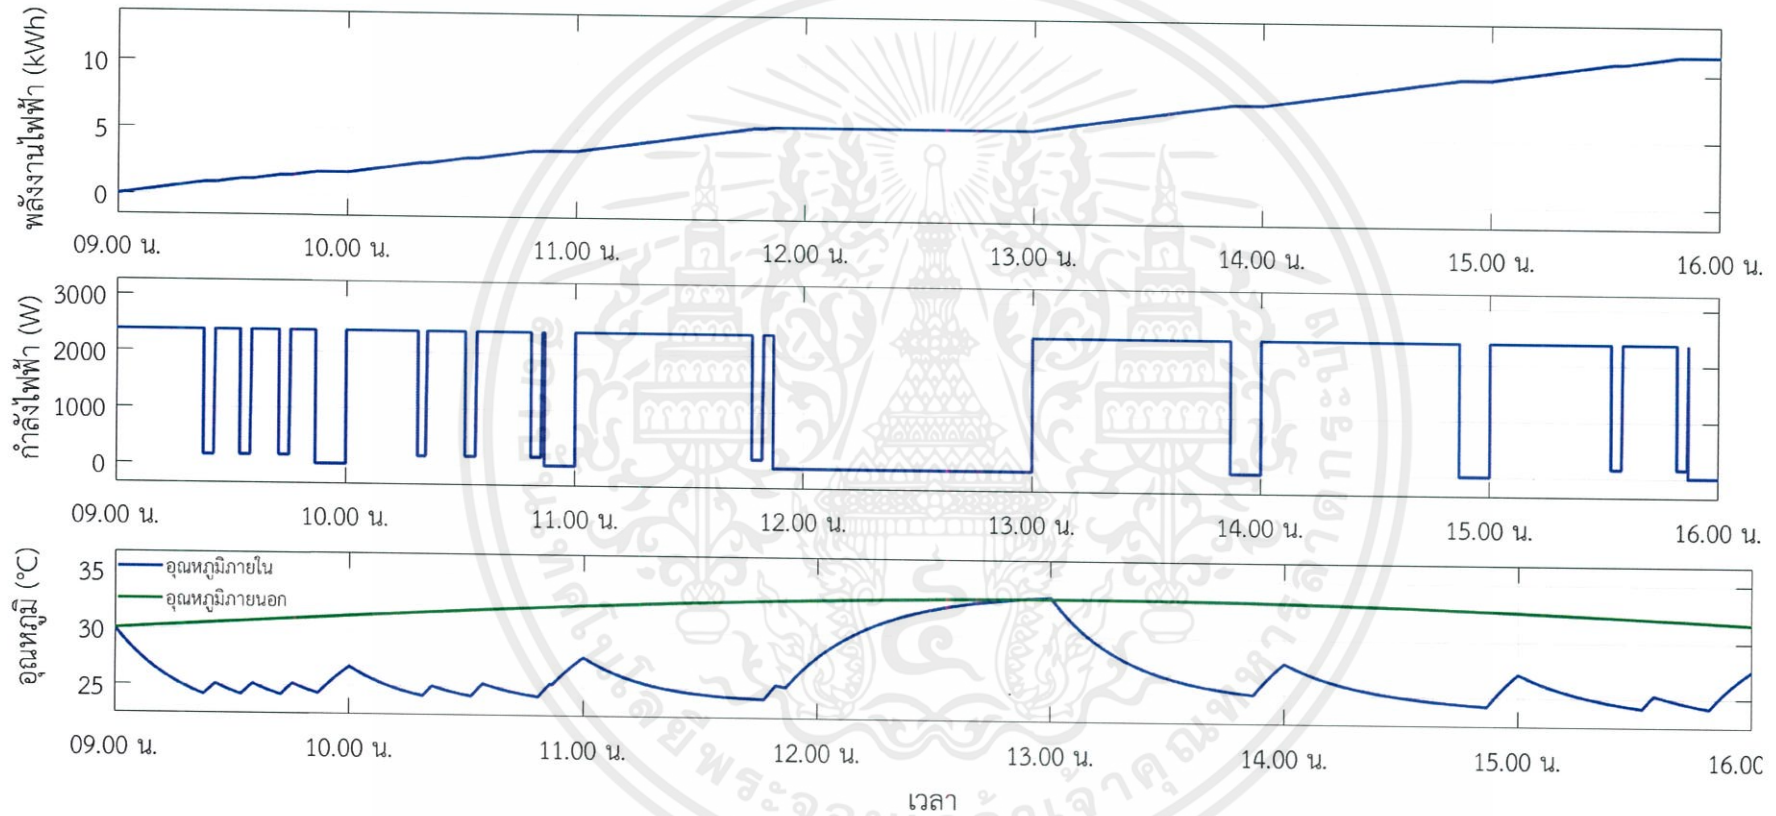 พลังงานไฟฟ้า (kWh)
10
5
0
09.00 น. 10.00 น. 11.00 น. 12.00 น. 13.00 น. 14.00 น. 15.00 น. 16.00 น.
กำลังไฟฟ้า (W)
3000
2000
1000
0
09.00 น. 10.00 น. 11.00 น. 12.00 น. 13.00 น. 14.00 น. 15.00 น. 16.00 น.
อุณหภูมิ (°C)
35
30
25
อุณหภูมิภายใน
อุณหภูมิภายนอก
09.00 น. 10.00 น. 11.00 น. 12.00 น. 13.00 น. 14.00 น. 15.00 น. 16.00
เวลา